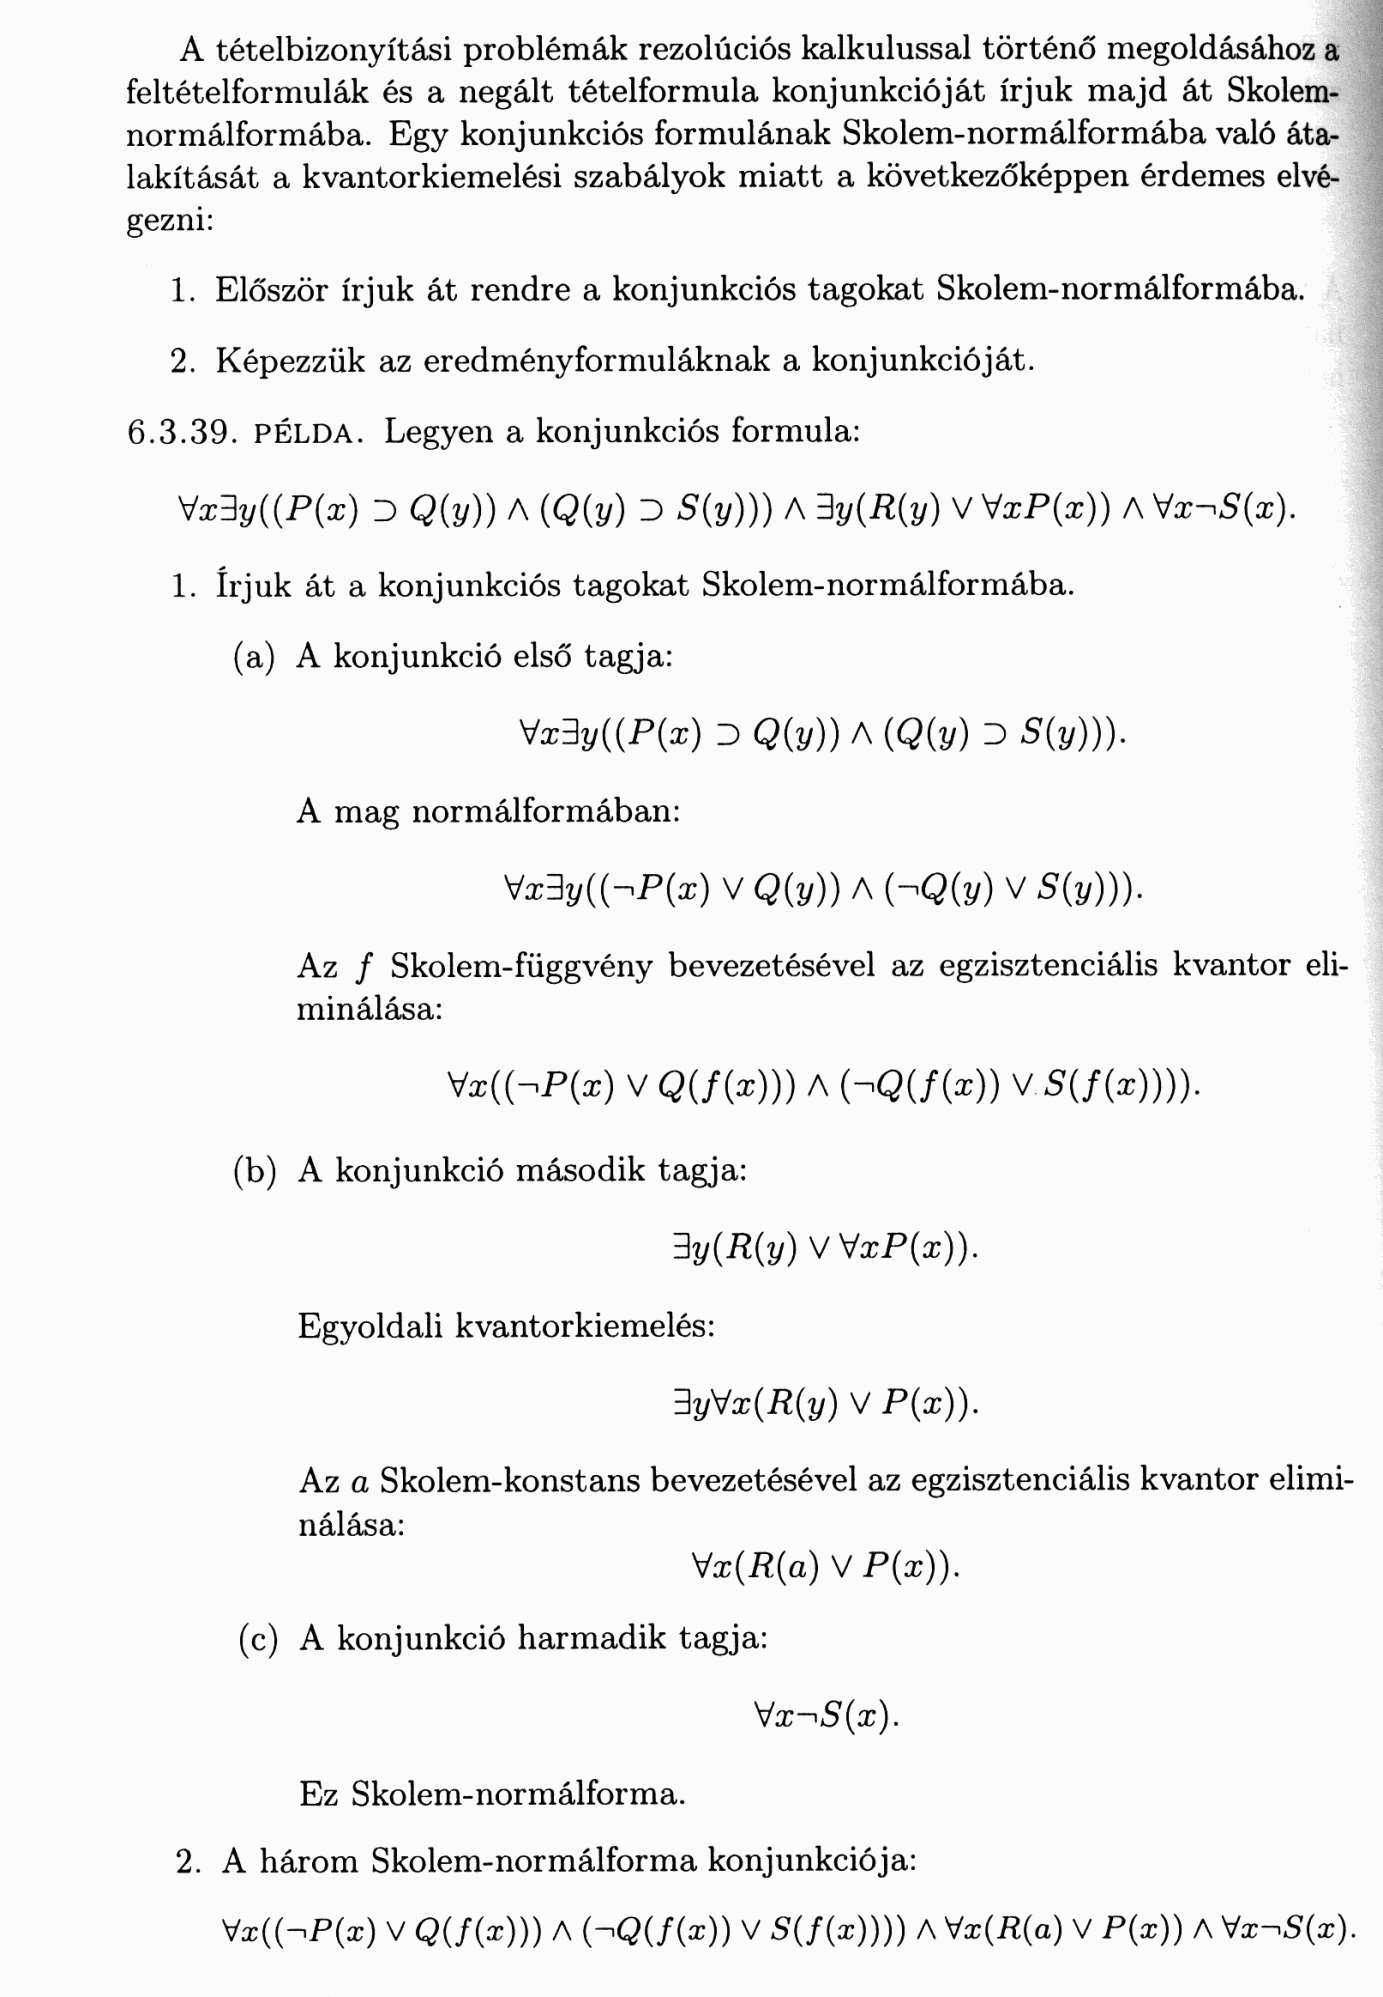 A tételbizonyítási problémák rezolúciós kalkulussal történő megoldásához a
feltételformulák és a negált tételformula konjunkcióját írjuk majd át Skolem-
normálformába. Egy konjunkciós formulának Skolem-normálformába való áta-
lakítását a kvantorkiemelési szabályok miatt a következőképpen érdemes elvé-
gezni:
1. Először írjuk át rendre a konjunkciós tagokat Skolem-normálformába.
2. Képezzük az eredményformuláknak a konjunkcióját.
6.3.39. PÉLDA. Legyen a konjunkciós formula:
∀x∃y((P(x) ⊃ Q(y)) ∧ (Q(y) ⊃ S(y))) ∧ ∃y(R(y) ∨ ∀xP(x)) ∧ ∀x¬S(x).
1. Írjuk át a konjunkciós tagokat Skolem-normálformába.
(a) A konjunkció első tagja:
∀x∃y((P(x) ⊃ Q(y)) ∧ (Q(y) ⊃ S(y))).
A mag normálformában:
∀x∃y((¬P(x) ∨ Q(y)) ∧ (¬Q(y) ∨ S(y))).
Az f Skolem-függvény bevezetésével az egzisztenciális kvantor eli-
minálása:
∀x((¬P(x) ∨ Q(f(x))) ∧ (¬Q(f(x)) ∨ S(f(x)))).
(b) A konjunkció második tagja:
∃y(R(y) ∨ ∀xP(x)).
Egyoldali kvantorkiemelés:
∃y∀x(R(y) ∨ P(x)).
Az a Skolem-konstans bevezetésével az egzisztenciális kvantor elimi-
nálása:
∀x(R(a) ∨ P(x)).
(c) A konjunkció harmadik tagja:
∀x¬S(x).
Ez Skolem-normálforma.
2. A három Skolem-normálforma konjunkciója:
∀x((¬P(x) ∨ Q(f(x))) ∧ (¬Q(f(x)) ∨ S(f(x)))) ∧ ∀x(R(a) ∨ P(x)) ∧ ∀x¬S(x).